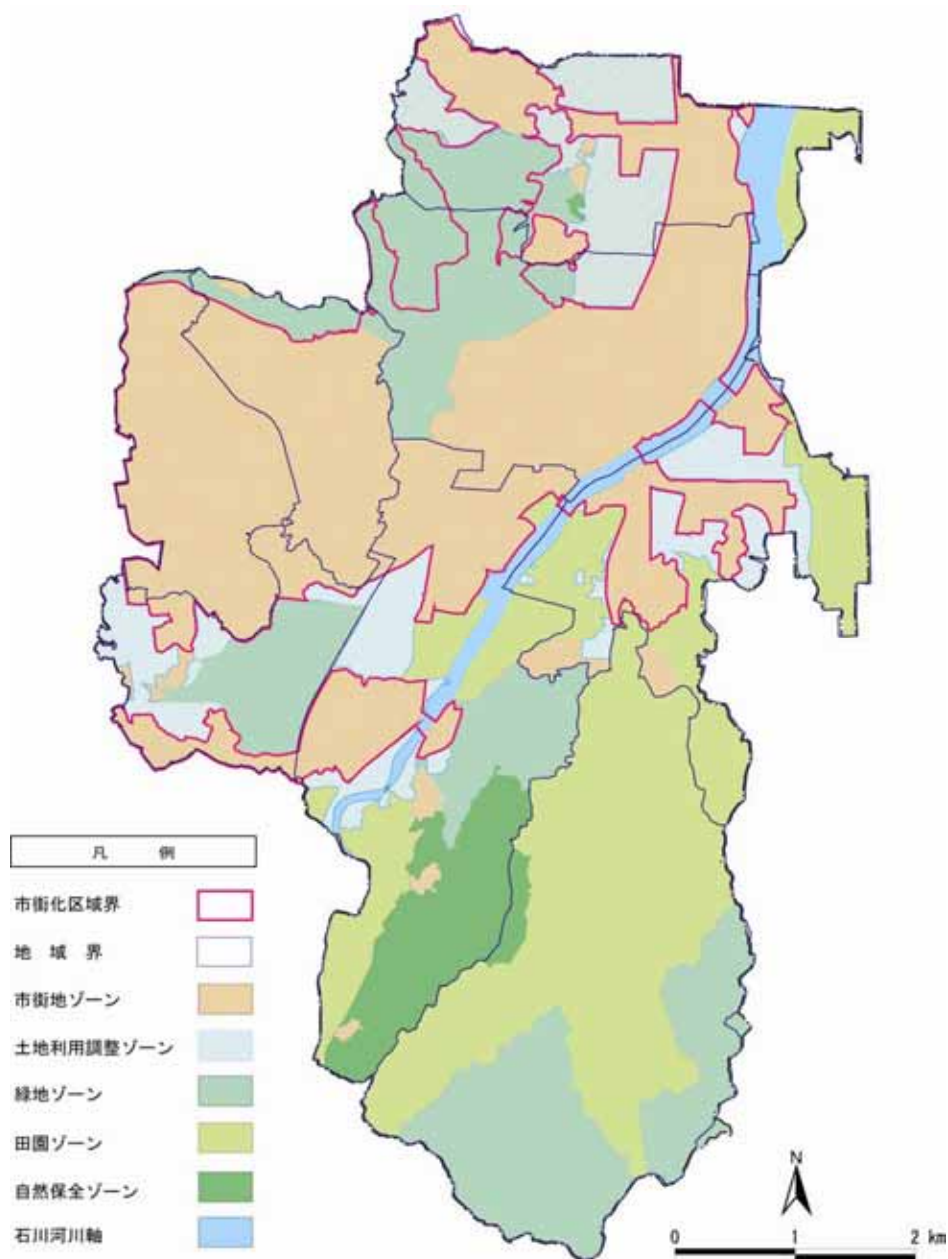 凡 例
市街化区域界
地 域 界
市街地ゾーン
土地利用調整ゾーン
緑地ゾーン
田園ゾーン
自然保全ゾーン
石川河川軸
N
0 1 2 km